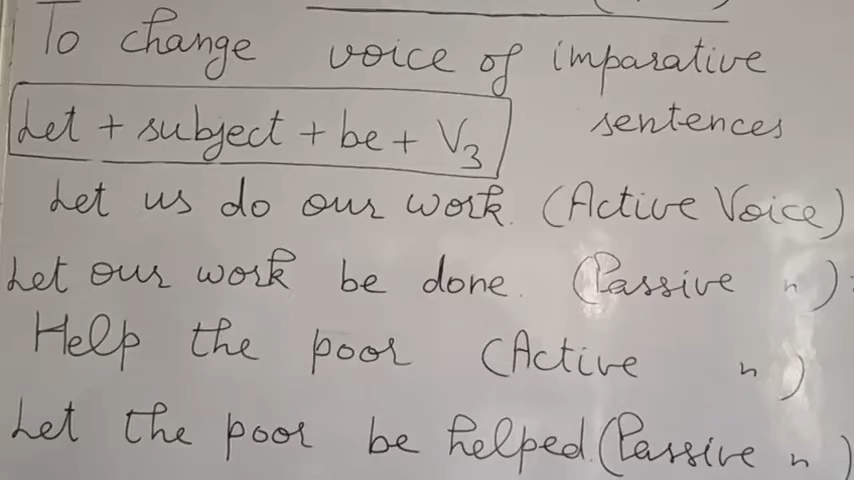 To change voice of imparative
Let + subject + be + V3 sentences
Let us do our work. (Active Voice)
Let our work be done. (Passive ")
Help the poor (Active ")
Let the poor be helped. (Passive ")